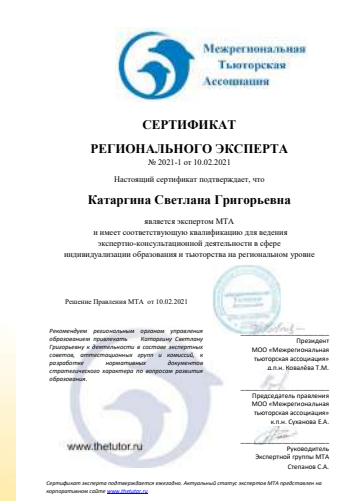 Межрегиональная
Тьюторская
Ассоциация
СЕРТИФИКАТ
РЕГИОНАЛЬНОГО ЭКСПЕРТА
№ 2021-1 от 10.02.2021
Настоящий сертификат подтверждает, что
Катаргина Светлана Григорьевна
является экспертом МТА
и имеет соответствующую квалификацию для ведения
экспертно-консультационной деятельности в сфере
индивидуализации образования и тьюторства на региональном уровне
Решение Правления МТА от 10.02.2021
Рекомендуем региональным органам управления
образованием привлекать Катаргину Светлану
Григорьевну к деятельности в составе экспертных
советов, аттестационных групп и комиссий, к
разработке нормативных документов
стратегического характера по вопросам развития
образования.
Президент
МОО «Межрегиональная
тьюторская ассоциация»
д.п.н. Ковалёва Т.М.
Председатель правления
МОО «Межрегиональная
тьюторская ассоциация»
к.п.н. Суханова Е.А.
www.thetutor.ru
Руководитель
Экспертной группы МТА
Степанов С.А.
Сертификат эксперта подтверждается ежегодно. Актуальный статус экспертов МТА представлен на
корпоративном сайте www.thetutor.ru